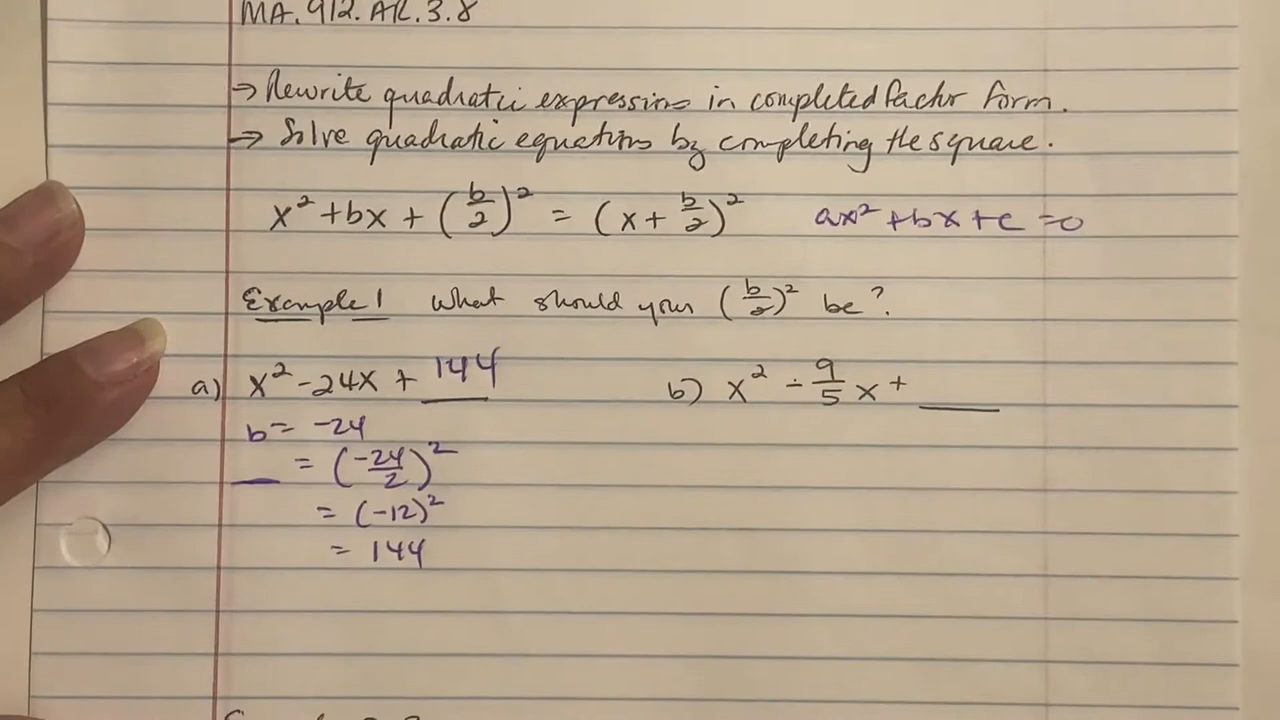 MA.912.AR.3.8
→ Rewrite quadratic expressions in completed factor form.
→ Solve quadratic equations by completing the square.
x² + bx + (b/2)² = (x + b/2)² ax² + bx + c = 0
Example 1 What should your (b/2)² be?
a) x² - 24x + 144
b = -24
__ = (-24/2)²
= (-12)²
= 144
b) x² - 9/5 x + ___